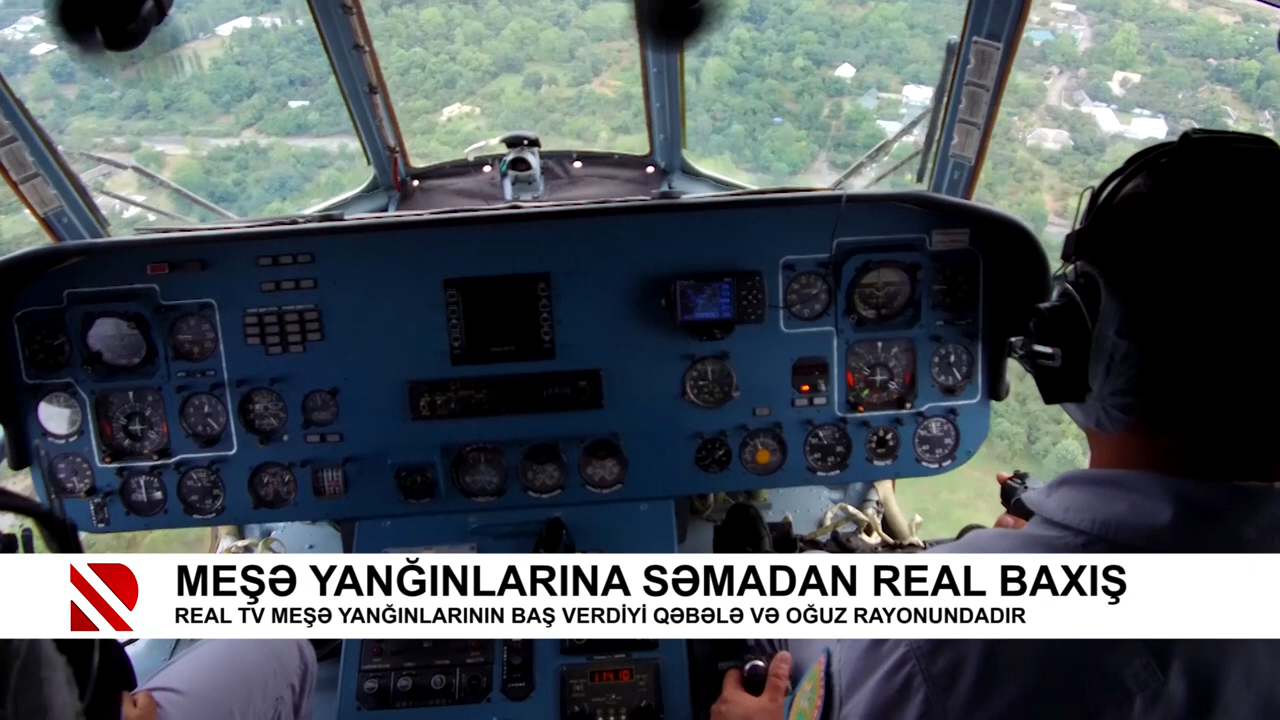 MEŞƏ YANĞINLARINA SƏMADAN REAL BAXIŞ
REAL TV MEŞƏ YANĞINLARININ BAŞ VERDİYİ QƏBƏLƏ VƏ OĞUZ RAYONUNDADIR